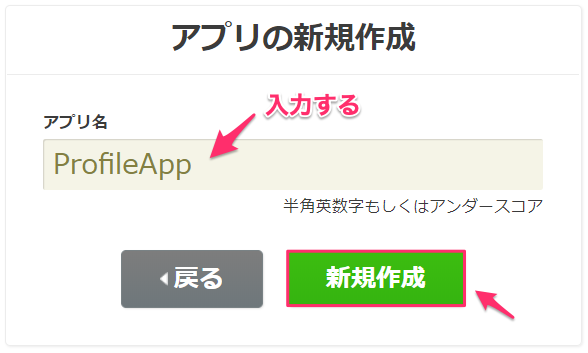 アプリの新規作成
入力する
アプリ名
ProfileApp
半角英数字もしくはアンダースコア
戻る
新規作成